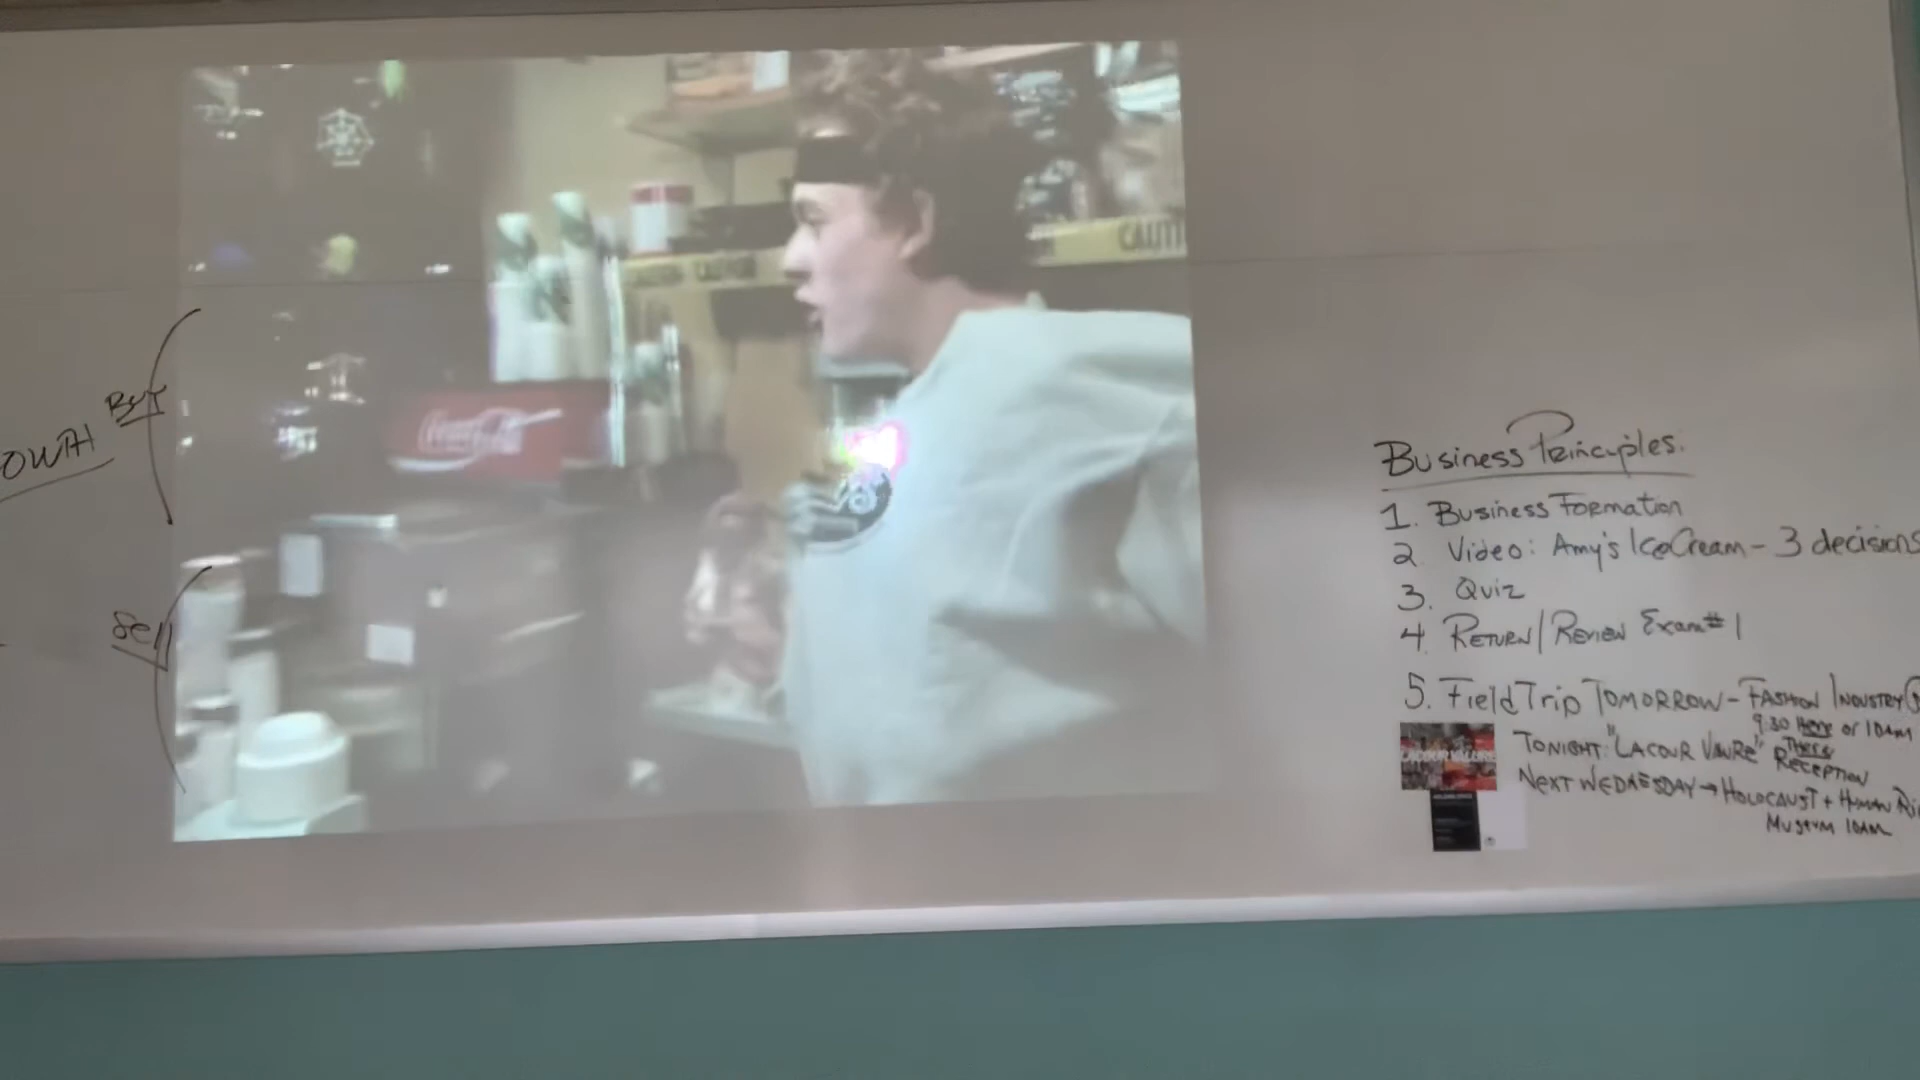 BUY
OWTH
Sell
Coca-Cola
CAUTION
CAUTI
Business Principles:
1. Business Formation
2 Video: Amy's IceCream - 3 decisions
3. Quiz
4 RETURN/REVIEW Exam #1
5. Field Trip TOMORROW - FASHION INDUSTRY
9:30 Here or 10AM
There
TONIGHT: "LACOUR VAURE" RECEPTION
NEXT WEDNESDAY → HOLOCAUST + HUMAN Ri
MUSEUM 10AM